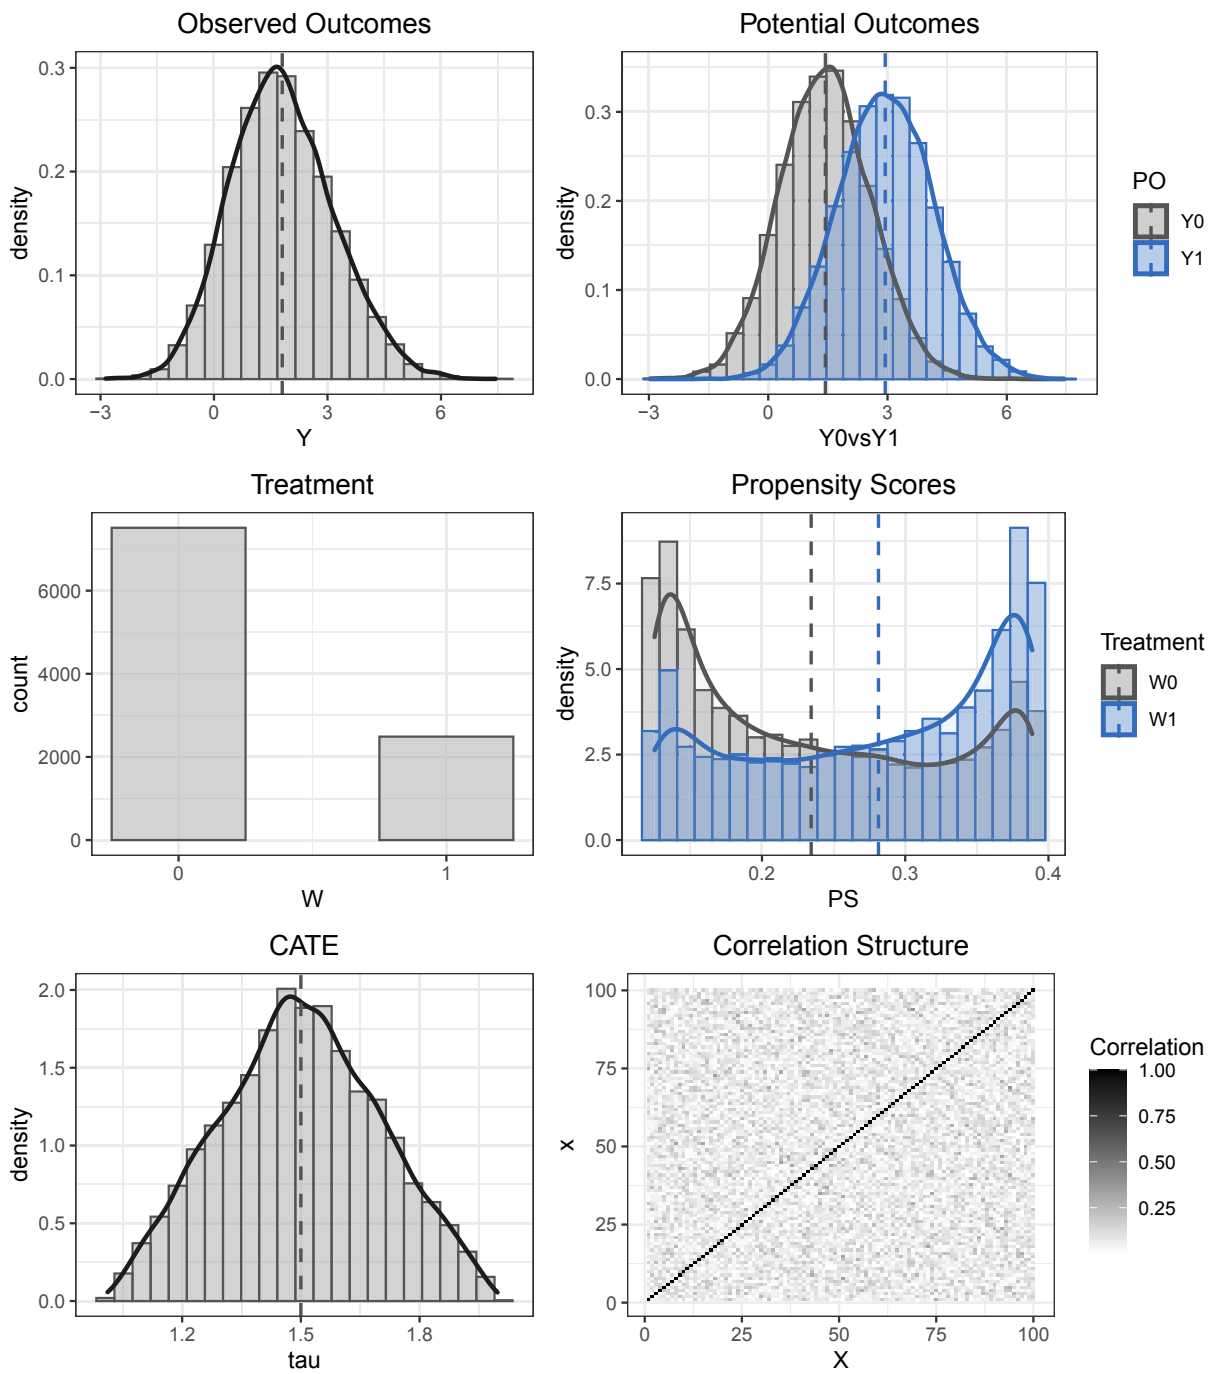 Observed Outcomes
density
0.3
0.2
0.1
0.0
−3
0
3
6
Y
Potential Outcomes
density
0.3
0.2
0.1
0.0
−3
0
3
6
Y0vsY1
PO
Y0
Y1
Treatment
count
6000
4000
2000
0
0
1
W
Propensity Scores
density
7.5
5.0
2.5
0.0
0.2
0.3
0.4
PS
Treatment
W0
W1
CATE
density
2.0
1.5
1.0
0.5
0.0
1.2
1.5
1.8
tau
Correlation Structure
x
100
75
50
25
0
0
25
50
75
100
X
Correlation
1.00
0.75
0.50
0.25